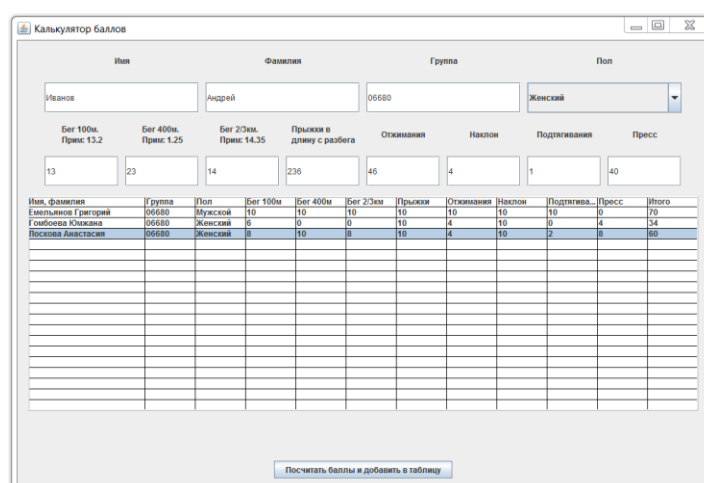 Калькулятор баллов
Имя Фамилия Группа Пол
Иванов Андрей 06680 Женский
Бег 100м. Бег 400м. Бег 2/3км. Прыжки в Отжимания Наклон Подтягивания Пресс
Прим: 13.2 Прим: 1.25 Прим: 14.35 длину с разбега
13 23 14 236 46 4 1 40
Имя, фамилия Группа Пол Бег 100м Бег 400м Бег 2/3км Прыжки Отжимания Наклон Подтягива... Пресс Итого
Емельянов Григорий 06680 Мужской 10 10 10 10 10 10 10 0 70
Гомбоева Юмжана 06680 Женский 6 0 0 10 4 10 0 4 34
Лоскова Анастасия 06680 Женский 8 10 8 10 4 10 2 8 60
Посчитать баллы и добавить в таблицу